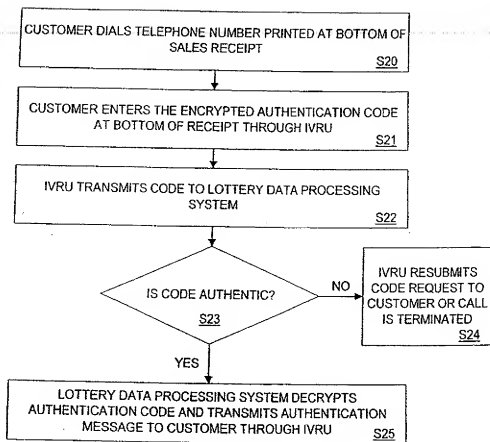 CUSTOMER DIALS TELEPHONE NUMBER PRINTED AT BOTTOM OF
SALES RECEIPT
S20
CUSTOMER ENTERS THE ENCRYPTED AUTHENTICATION CODE
AT BOTTOM OF RECEIPT THROUGH IVRU
S21
IVRU TRANSMITS CODE TO LOTTERY DATA PROCESSING
SYSTEM
S22
IS CODE AUTHENTIC?
S23
NO
IVRU RESUBMITS
CODE REQUEST TO
CUSTOMER OR CALL
IS TERMINATED
S24
YES
LOTTERY DATA PROCESSING SYSTEM DECRYPTS
AUTHENTICATION CODE AND TRANSMITS AUTHENTICATION
MESSAGE TO CUSTOMER THROUGH IVRU
S25